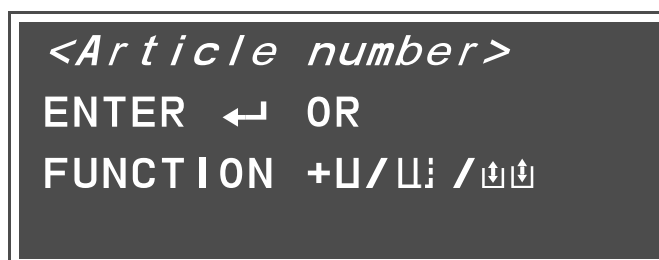 <Article number>
ENTER ↵ OR
FUNCTION +⊔/⊔⋮ /